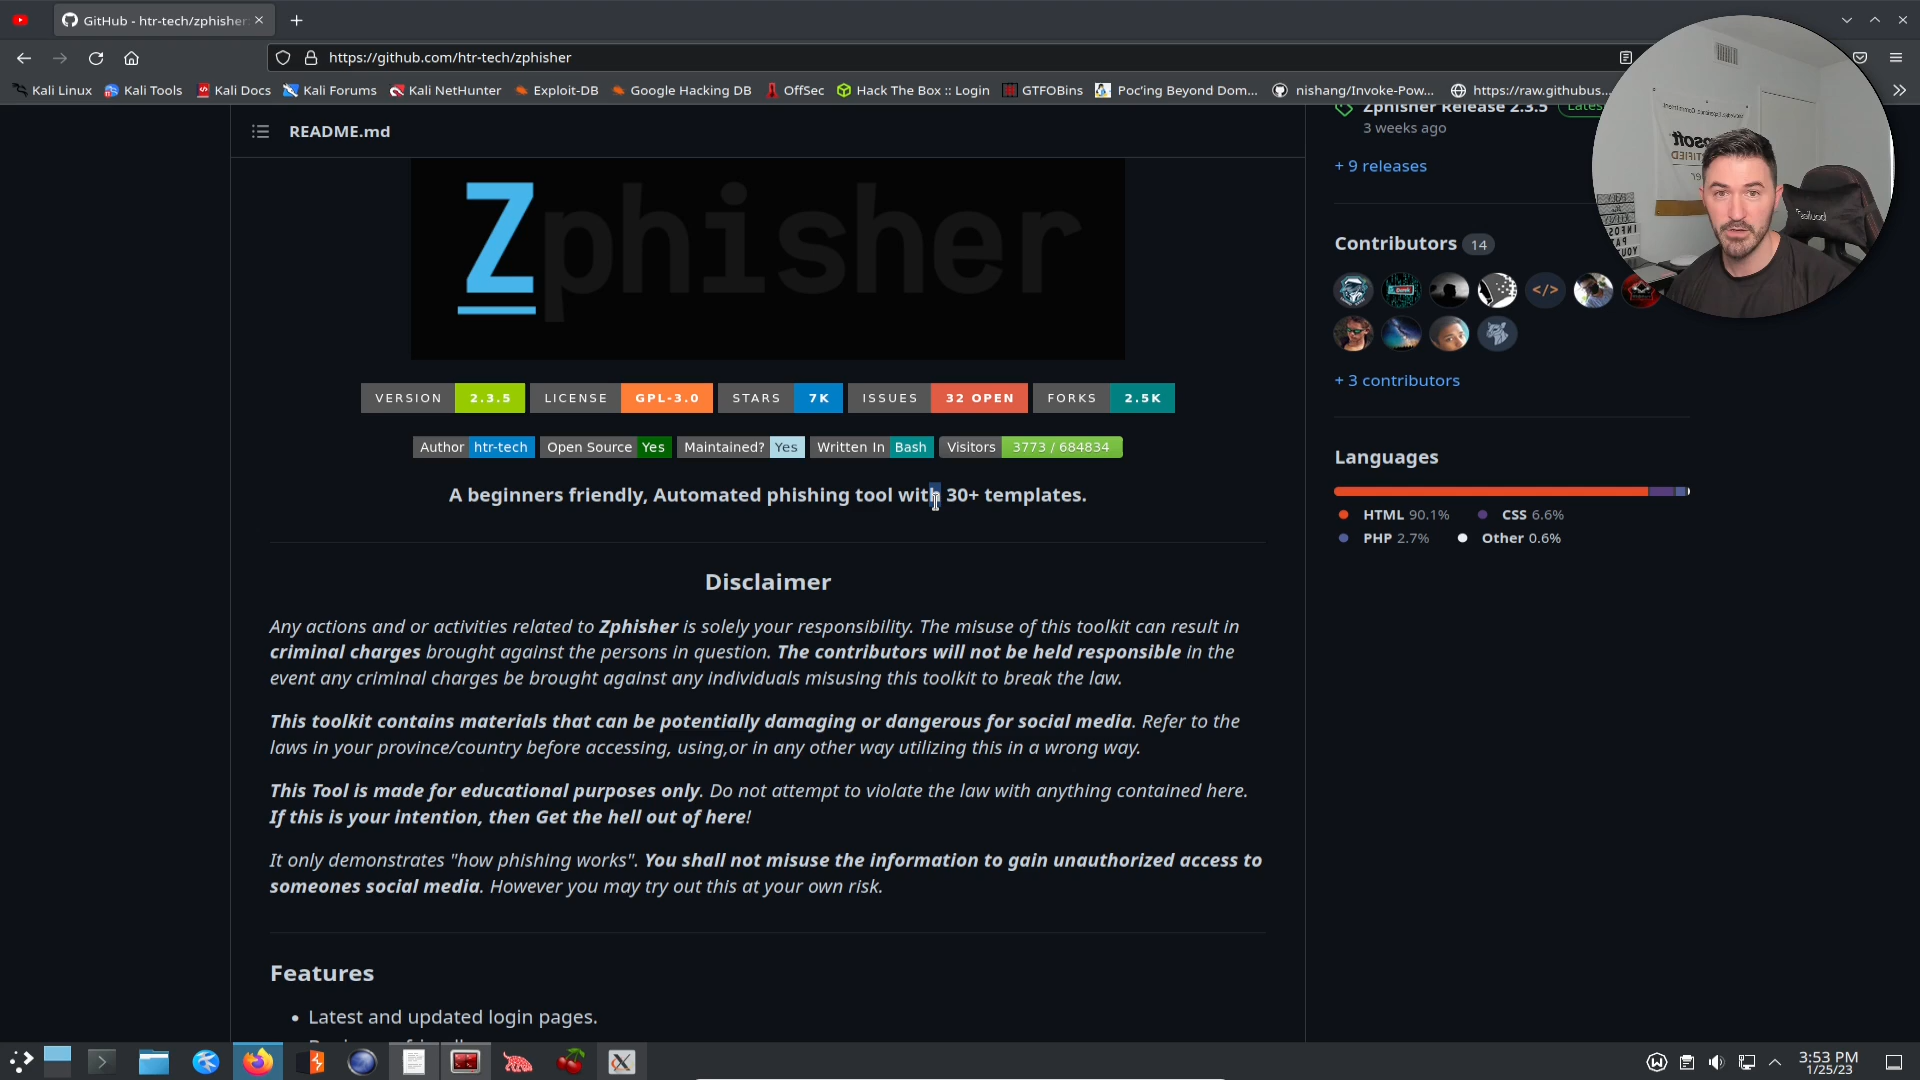 GitHub - htr-tech/zphisher:
https://github.com/htr-tech/zphisher
Kali Linux
Kali Tools
Kali Docs
Kali Forums
Kali NetHunter
Exploit-DB
Google Hacking DB
OffSec
Hack The Box :: Login
GTFOBins
Poc'ing Beyond Dom...
nishang/Invoke-Pow...
https://raw.githubus...
README.md
Zphisher
VERSION 2.3.5
LICENSE GPL-3.0
STARS 7K
ISSUES 32 OPEN
FORKS 2.5K
Author htr-tech
Open Source Yes
Maintained? Yes
Written In Bash
Visitors 3773 / 684834
A beginners friendly, Automated phishing tool with 30+ templates.
Disclaimer
Any actions and or activities related to Zphisher is solely your responsibility. The misuse of this toolkit can result in
criminal charges brought against the persons in question. The contributors will not be held responsible in the
event any criminal charges be brought against any individuals misusing this toolkit to break the law.
This toolkit contains materials that can be potentially damaging or dangerous for social media. Refer to the
laws in your province/country before accessing, using,or in any other way utilizing this in a wrong way.
This Tool is made for educational purposes only. Do not attempt to violate the law with anything contained here.
If this is your intention, then Get the hell out of here!
It only demonstrates "how phishing works". You shall not misuse the information to gain unauthorized access to
someones social media. However you may try out this at your own risk.
Features
• Latest and updated login pages.
Zphisher Release 2.3.5
3 weeks ago
+ 9 releases
Contributors 14
+ 3 contributors
Languages
HTML 90.1%
CSS 6.6%
PHP 2.7%
Other 0.6%
3:53 PM
1/25/23